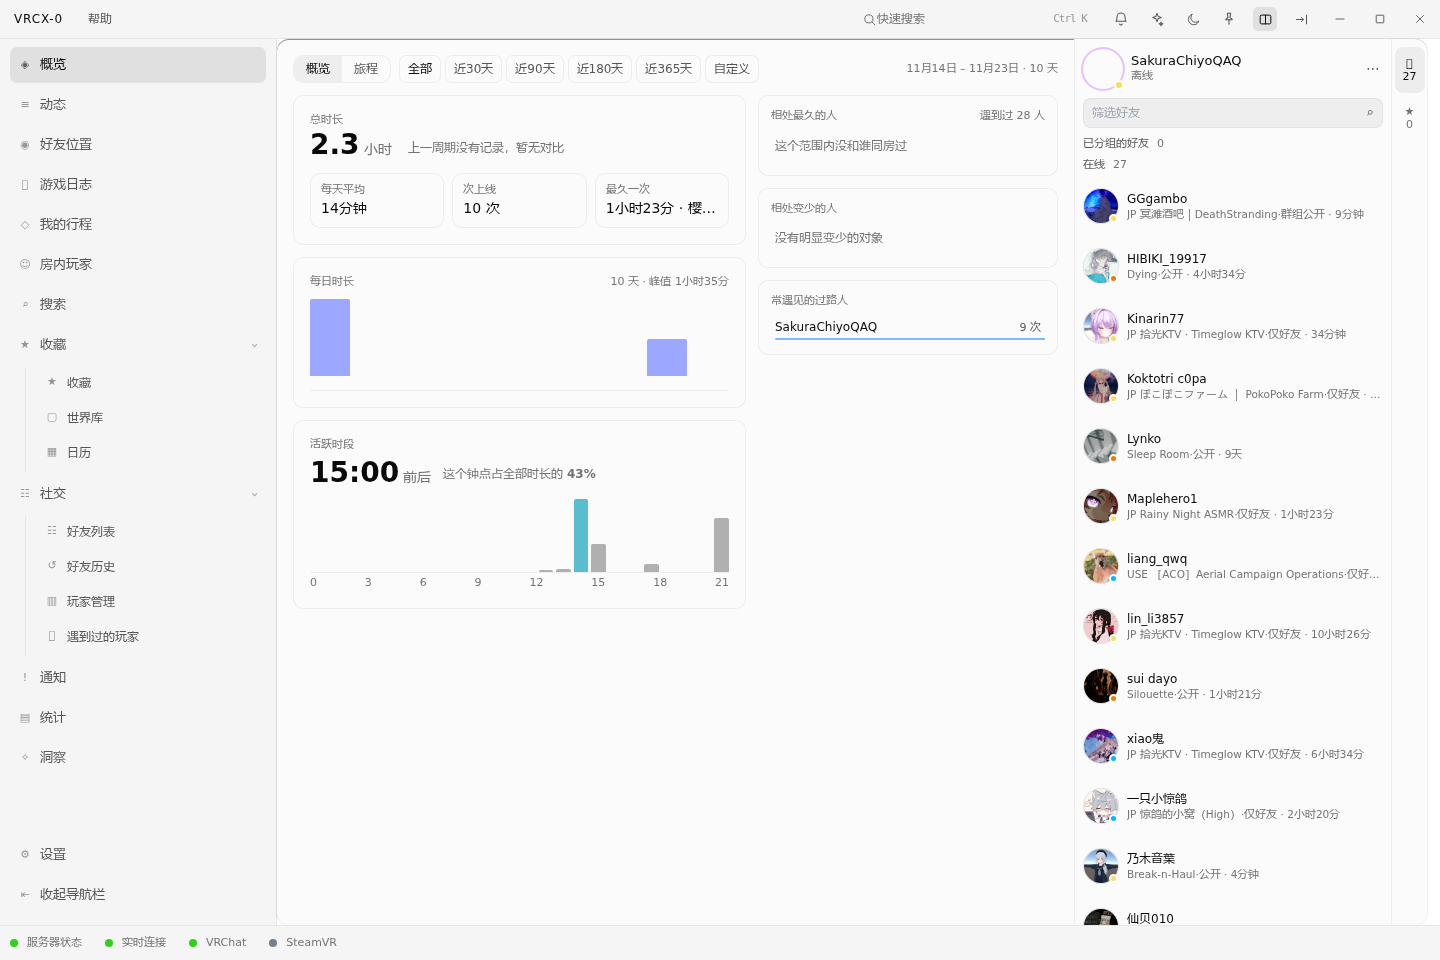 VRCX-0
帮助
快速搜索
Ctrl K
概览
动态
好友位置
游戏日志
我的行程
房内玩家
搜索
收藏
收藏
世界库
日历
社交
好友列表
好友历史
玩家管理
遇到过的玩家
通知
统计
洞察
设置
收起导航栏
概览 旅程 全部 近30天 近90天 近180天 近365天 自定义
11月14日 – 11月23日 · 10 天
总时长
2.3 小时 上一周期没有记录，暂无对比
每天平均
14分钟
次上线
10 次
最久一次
1小时23分 · 樱…
每日时长
10 天 · 峰值 1小时35分
活跃时段
15:00 前后 这个钟点占全部时长的 43%
0 3 6 9 12 15 18 21
相处最久的人
遇到过 28 人
这个范围内没和谁同房过
相处变少的人
没有明显变少的对象
常遇见的过路人
SakuraChiyoQAQ 9 次
SakuraChiyoQAQ
离线
…
筛选好友
已分组的好友 0
在线 27
GGgambo
JP 冥滩酒吧 | DeathStranding·群组公开 · 9分钟
HIBIKI_19917
Dying·公开 · 4小时34分
Kinarin77
JP 拾光KTV · Timeglow KTV·仅好友 · 34分钟
Koktotri c0pa
JP ぽこぽこファーム ｜ PokoPoko Farm·仅好友 · …
Lynko
Sleep Room·公开 · 9天
Maplehero1
JP Rainy Night ASMR·仅好友 · 1小时23分
liang_qwq
USE ［ACO］Aerial Campaign Operations·仅好…
lin_li3857
JP 拾光KTV · Timeglow KTV·仅好友 · 10小时26分
sui dayo
Silouette·公开 · 1小时21分
xiao鬼
JP 拾光KTV · Timeglow KTV·仅好友 · 6小时34分
一只小惊鸽
JP 惊鸽的小窝（High）·仅好友 · 2小时20分
乃木音葉
Break-n-Haul·公开 · 4分钟
仙贝010
27
0
服务器状态
实时连接
VRChat
SteamVR